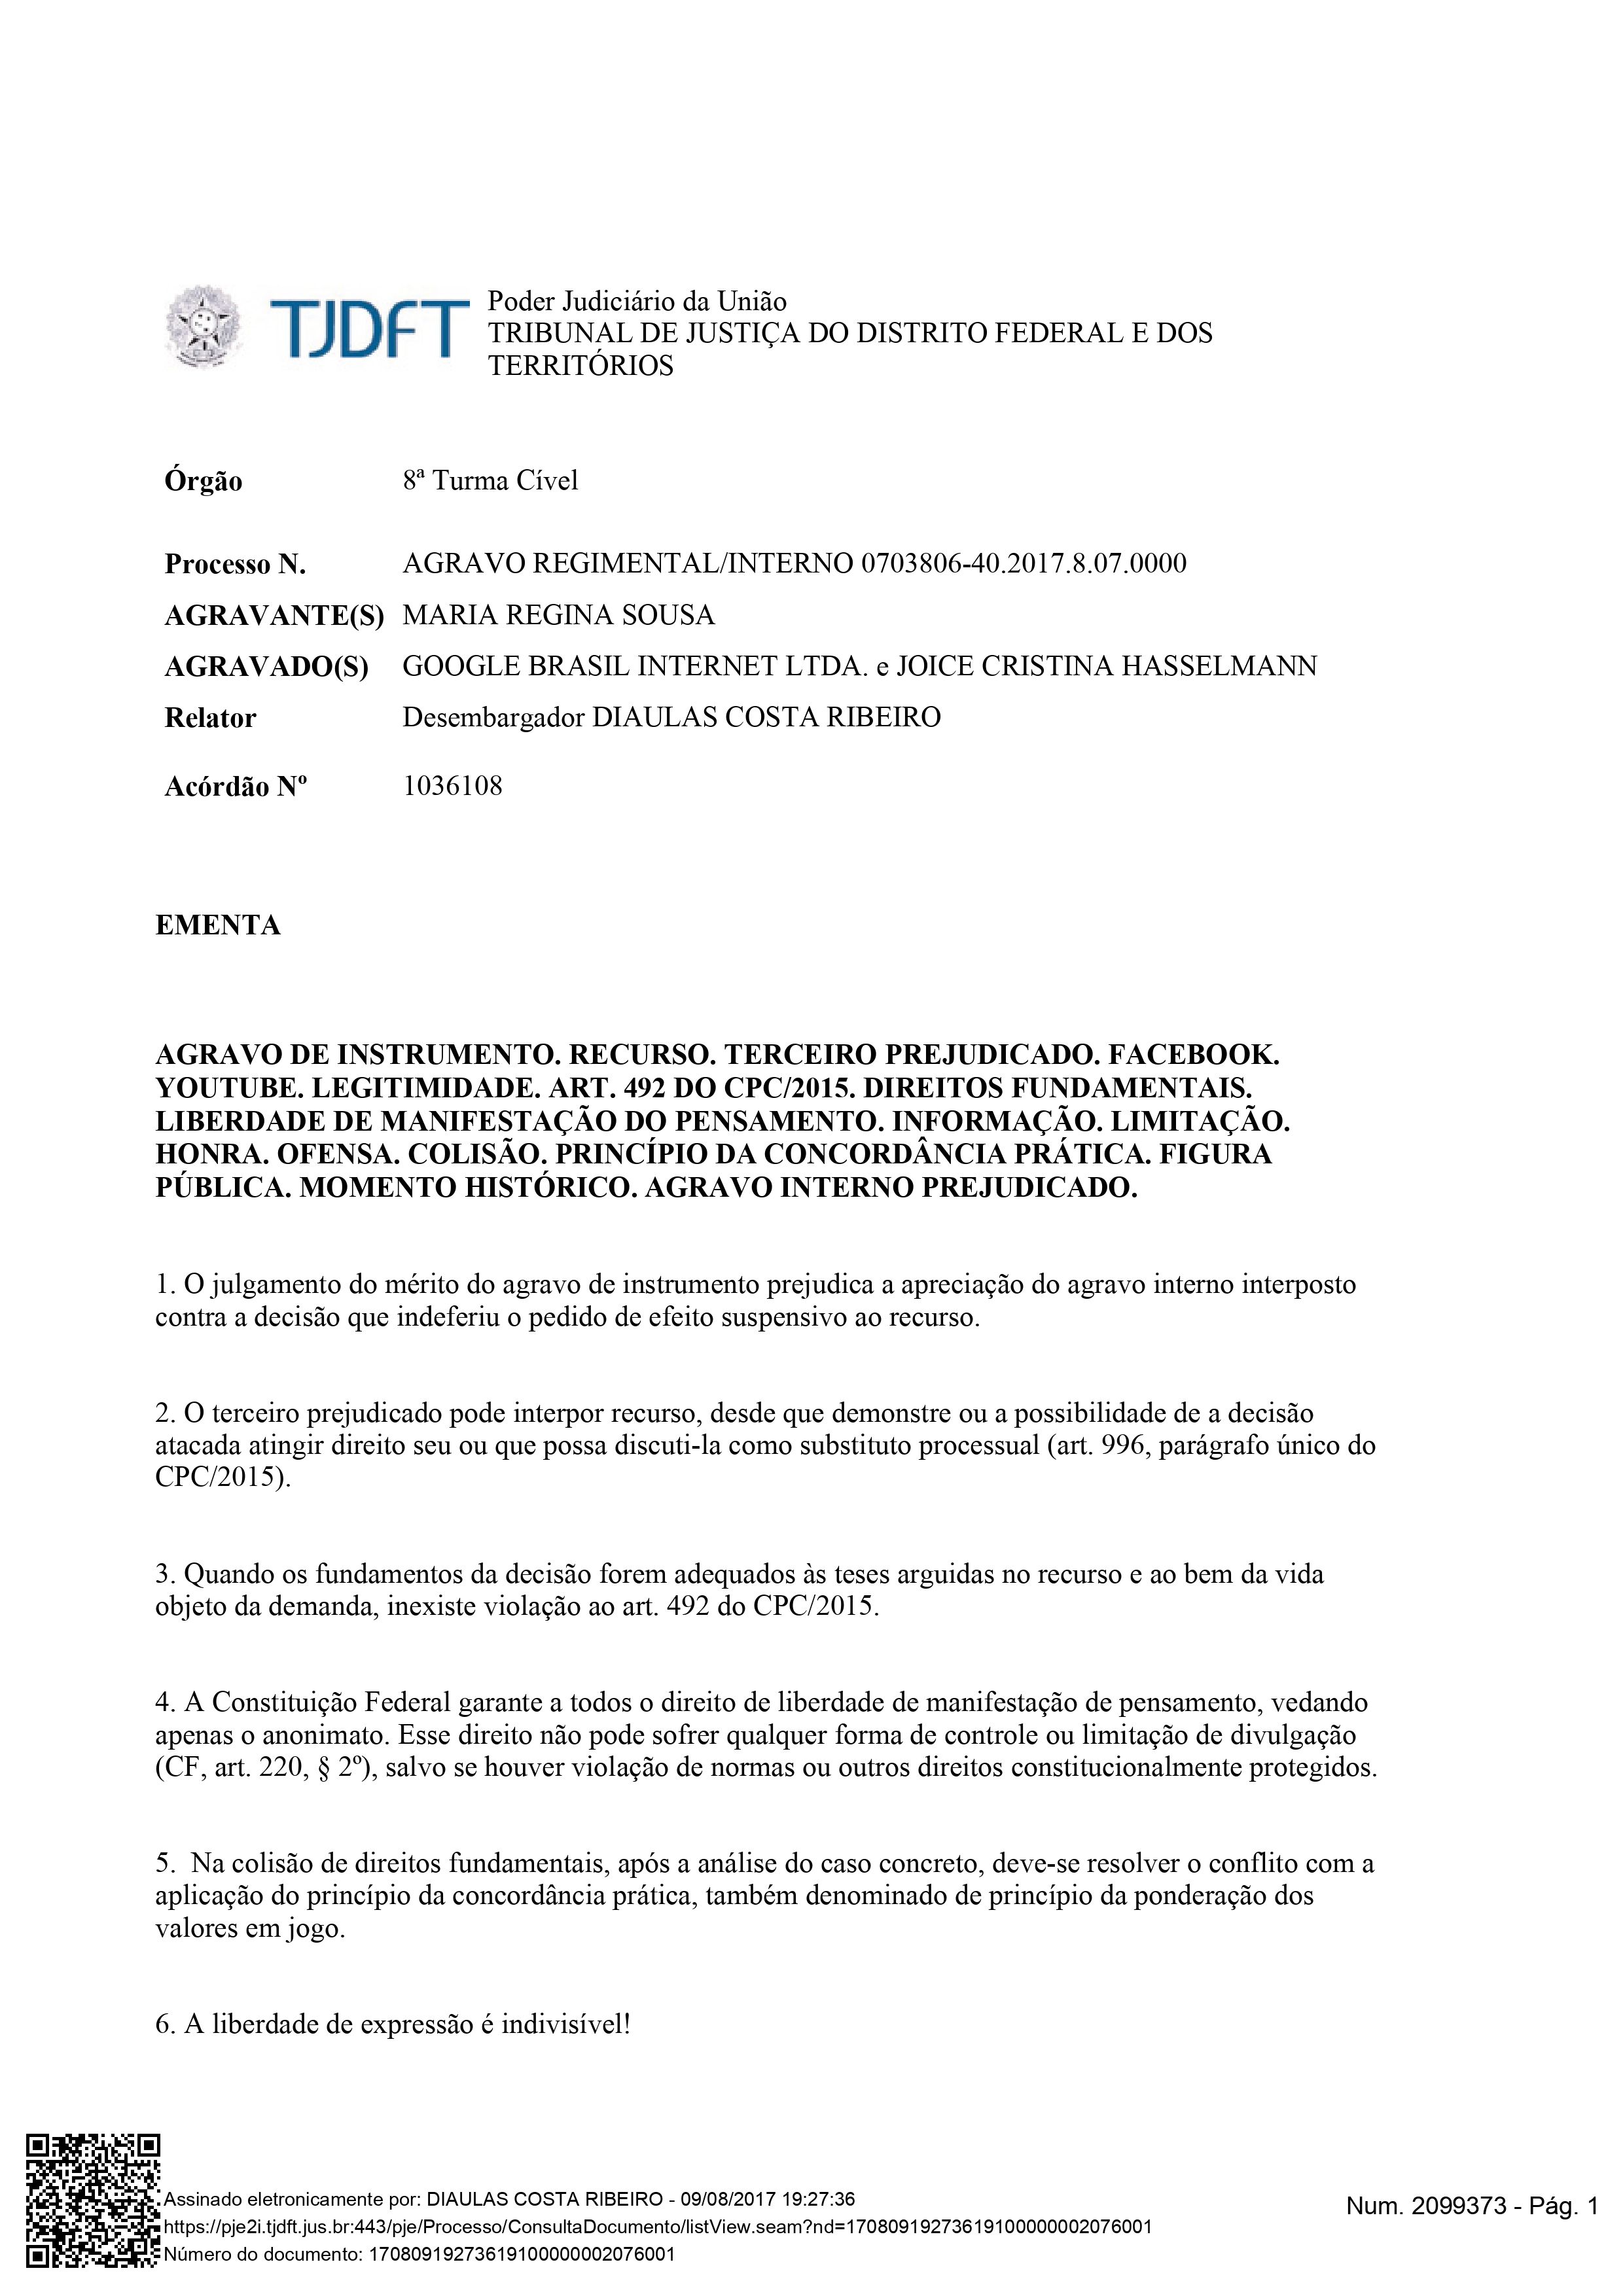 TJDFT
Poder Judiciário da União
TRIBUNAL DE JUSTIÇA DO DISTRITO FEDERAL E DOS
TERRITÓRIOS
Órgão 8ª Turma Cível
Processo N. AGRAVO REGIMENTAL/INTERNO 0703806-40.2017.8.07.0000
AGRAVANTE(S) MARIA REGINA SOUSA
AGRAVADO(S) GOOGLE BRASIL INTERNET LTDA. e JOICE CRISTINA HASSELMANN
Relator Desembargador DIAULAS COSTA RIBEIRO
Acórdão Nº 1036108
EMENTA
AGRAVO DE INSTRUMENTO. RECURSO. TERCEIRO PREJUDICADO. FACEBOOK.
YOUTUBE. LEGITIMIDADE. ART. 492 DO CPC/2015. DIREITOS FUNDAMENTAIS.
LIBERDADE DE MANIFESTAÇÃO DO PENSAMENTO. INFORMAÇÃO. LIMITAÇÃO.
HONRA. OFENSA. COLISÃO. PRINCÍPIO DA CONCORDÂNCIA PRÁTICA. FIGURA
PÚBLICA. MOMENTO HISTÓRICO. AGRAVO INTERNO PREJUDICADO.
1. O julgamento do mérito do agravo de instrumento prejudica a apreciação do agravo interno interposto
contra a decisão que indeferiu o pedido de efeito suspensivo ao recurso.
2. O terceiro prejudicado pode interpor recurso, desde que demonstre ou a possibilidade de a decisão
atacada atingir direito seu ou que possa discuti-la como substituto processual (art. 996, parágrafo único do
CPC/2015).
3. Quando os fundamentos da decisão forem adequados às teses arguidas no recurso e ao bem da vida
objeto da demanda, inexiste violação ao art. 492 do CPC/2015.
4. A Constituição Federal garante a todos o direito de liberdade de manifestação de pensamento, vedando
apenas o anonimato. Esse direito não pode sofrer qualquer forma de controle ou limitação de divulgação
(CF, art. 220, § 2º), salvo se houver violação de normas ou outros direitos constitucionalmente protegidos.
5.  Na colisão de direitos fundamentais, após a análise do caso concreto, deve-se resolver o conflito com a
aplicação do princípio da concordância prática, também denominado de princípio da ponderação dos
valores em jogo.
6. A liberdade de expressão é indivisível!
Assinado eletronicamente por: DIAULAS COSTA RIBEIRO - 09/08/2017 19:27:36
https://pje2i.tjdft.jus.br:443/pje/Processo/ConsultaDocumento/listView.seam?nd=17080919273619100000002076001
Número do documento: 17080919273619100000002076001
Num. 2099373 - Pág. 1